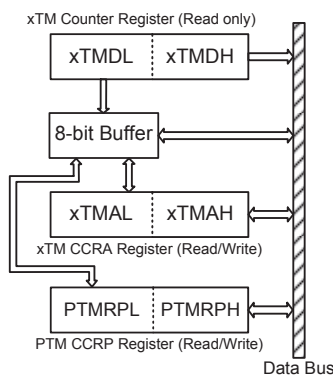 xTM Counter Register (Read only)
xTMDL xTMDH
8-bit Buffer
xTMAL xTMAH
xTM CCRA Register (Read/Write)
PTMRPL PTMRPH
PTM CCRP Register (Read/Write)
Data Bus